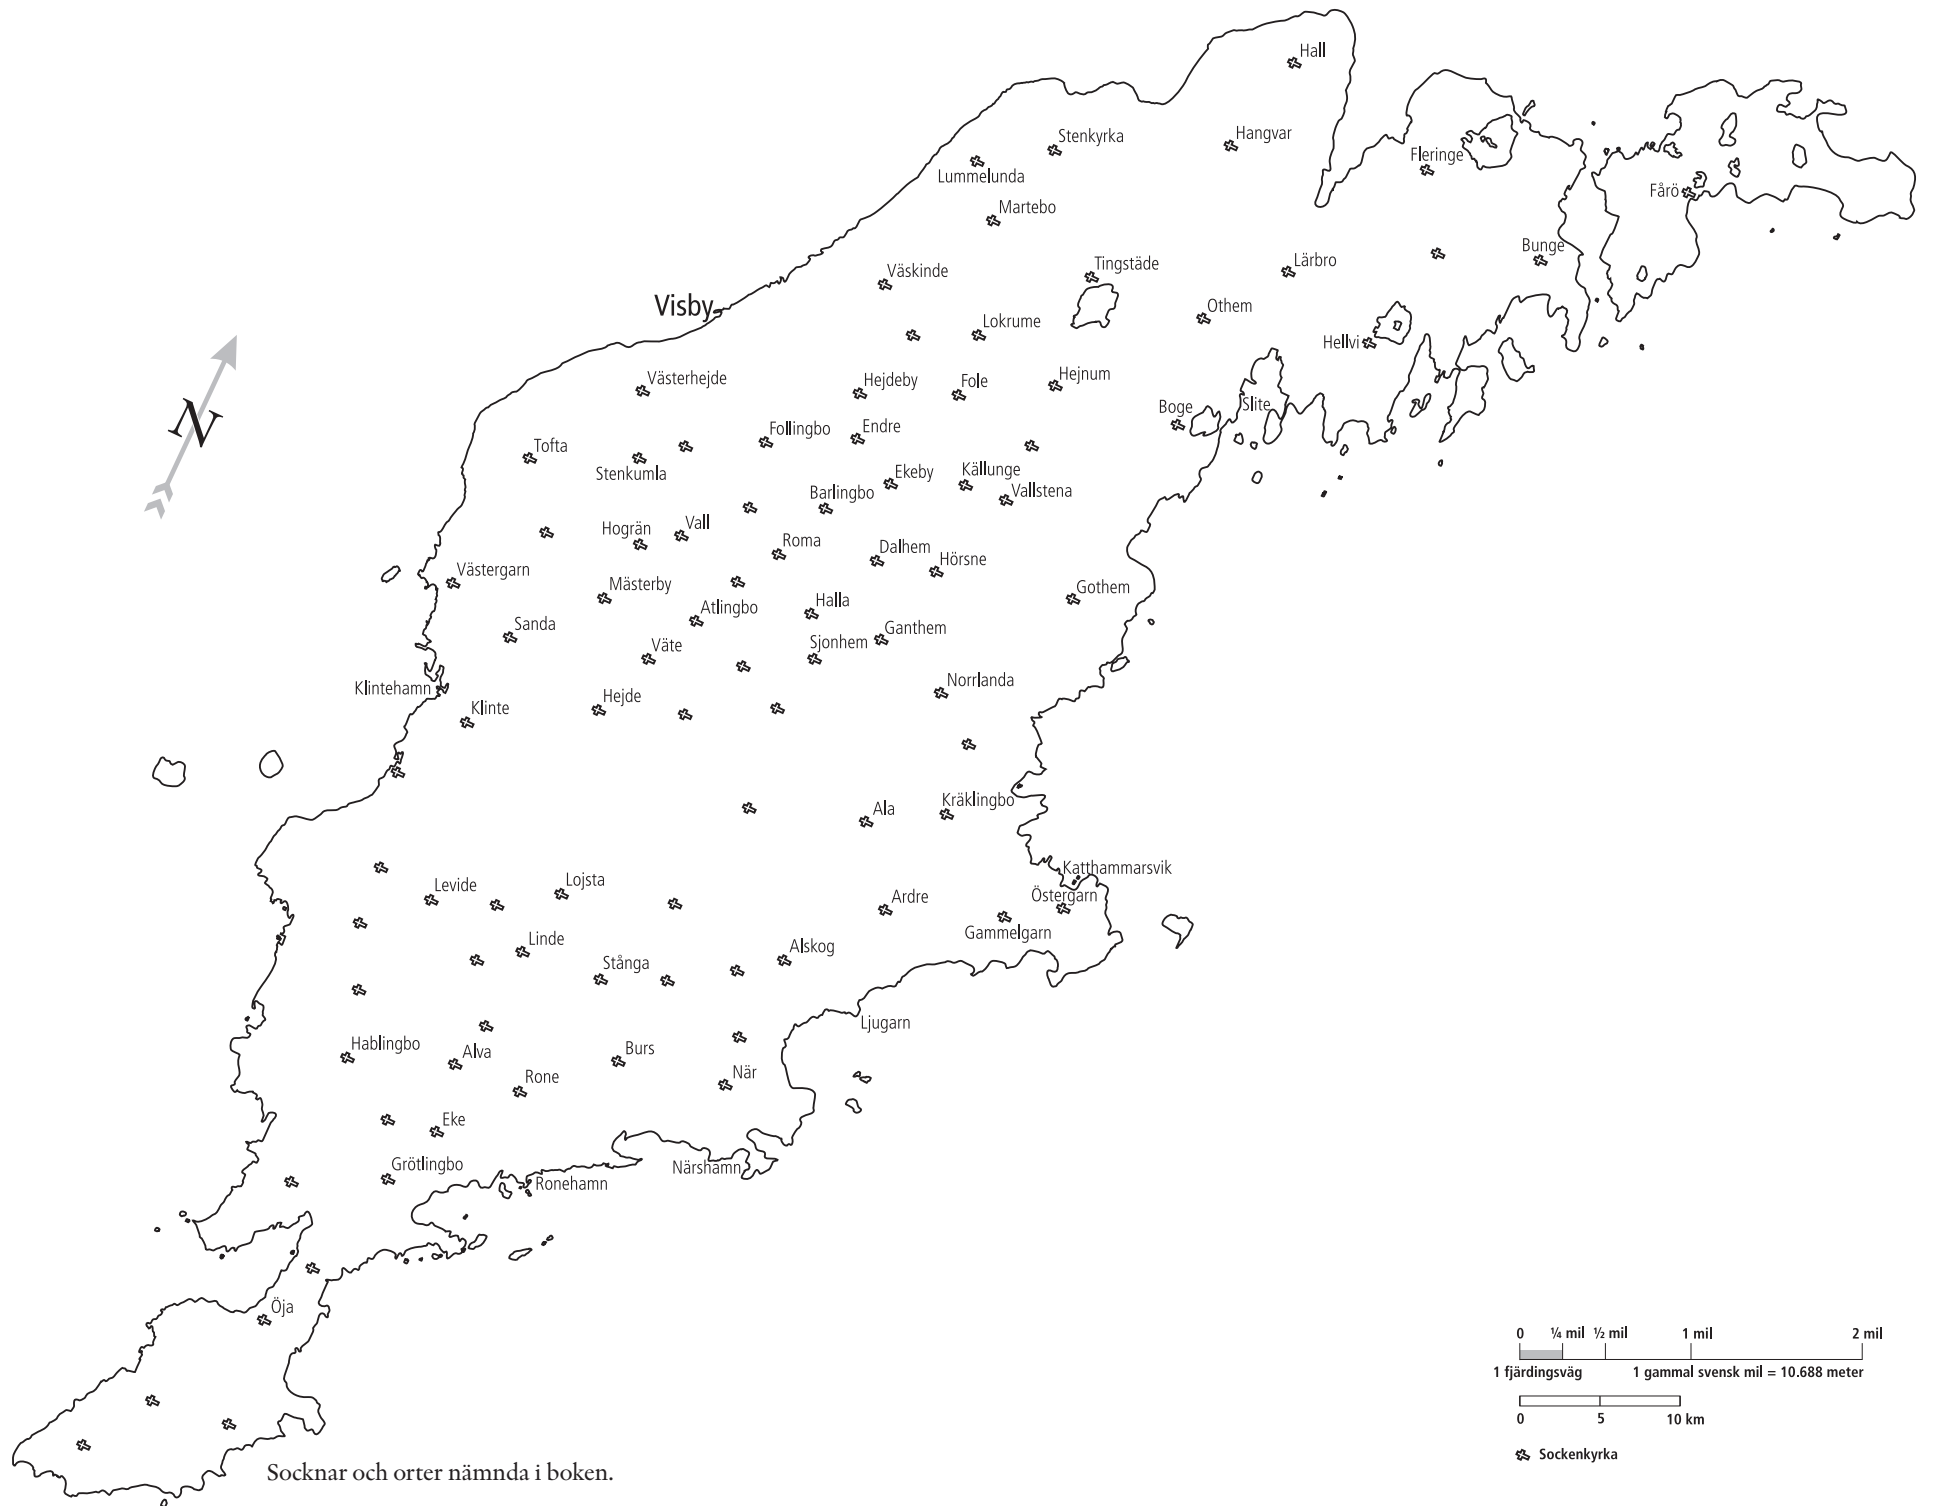 Hall
Stenkyrka
Hangvar
Fleringe
Lummelunda
Fårö
Martebo
Bunge
Väskinde
Tingstäde
Lärbro
Visby
Othem
Lokrume
Hellvi
Västerhejde
Hejdeby
Fole
Hejnum
Boge
Slite
N
Follingbo
Endre
Tofta
Stenkumla
Ekeby
Källunge
Barlingbo
Vallstena
Hogrän
Vall
Roma
Dalhem
Hörsne
Västergarn
Mästerby
Gothem
Atlingbo
Halla
Sanda
Ganthem
Väte
Sjonhem
Klintehamn
Norrlanda
Klinte
Hejde
Ala
Kräklingbo
Katthammarsvik
Levide
Lojsta
Ardre
Östergarn
Gammelgarn
Linde
Alskog
Stånga
Ljugarn
Hablingbo
Alva
Burs
När
Rone
Eke
Grötlingbo
Närshamn
Ronehamn
Öja
0 ¼ mil ½ mil 1 mil 2 mil
1 fjärdingsväg 1 gammal svensk mil = 10.688 meter
0 5 10 km
Sockenkyrka
Socknar och orter nämnda i boken.